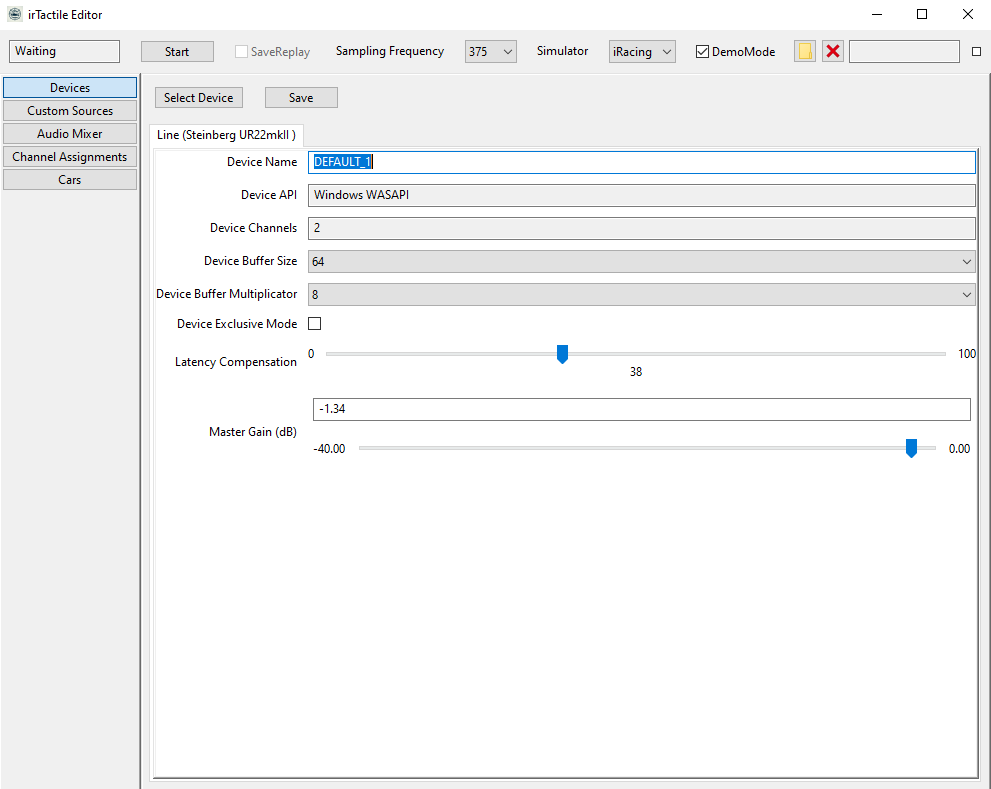 irTactile Editor
Waiting Start SaveReplay Sampling Frequency 375 Simulator iRacing DemoMode
Devices
Custom Sources
Audio Mixer
Channel Assignments
Cars
Select Device Save
Line (Steinberg UR22mkII )
Device Name DEFAULT_1
Device API Windows WASAPI
Device Channels 2
Device Buffer Size 64
Device Buffer Multiplicator 8
Device Exclusive Mode
Latency Compensation 0 100
38
Master Gain (dB) -1.34
-40.00 0.00